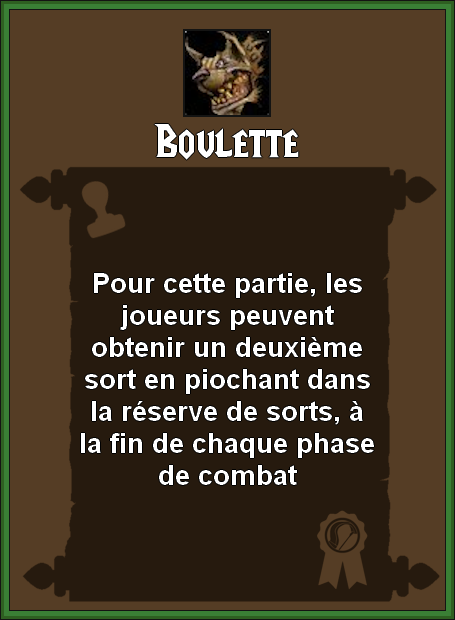 Boulette
Pour cette partie, les
joueurs peuvent
obtenir un deuxième
sort en piochant dans
la réserve de sorts, à
la fin de chaque phase
de combat